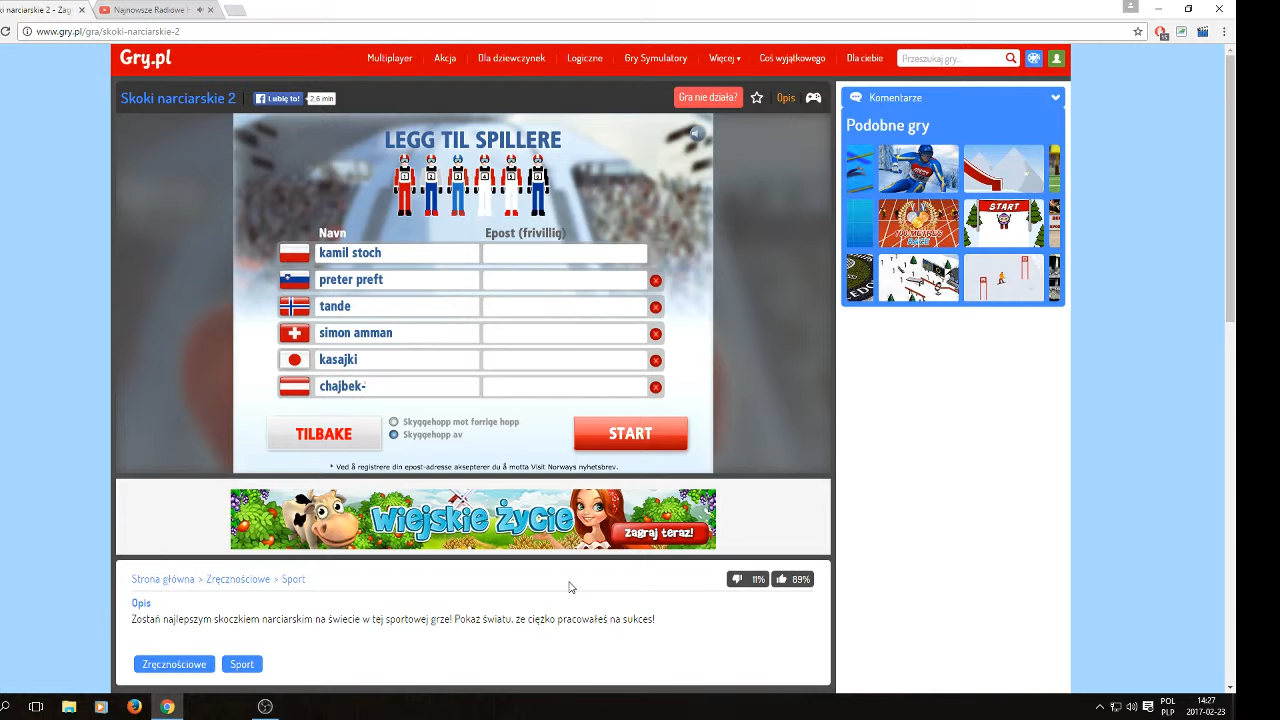 ki narciarskie 2 - Zag
Najnowsze Radiowe H
www.gry.pl/gra/skoki-narciarskie-2
Gry.pl
Multiplayer
Akcja
Dla dziewczynek
Logiczne
Gry Symulatory
Więcej
Coś wyjątkowego
Dla ciebie
Przeszukaj gry...
Skoki narciarskie 2
Lubię to!
2,6 min
Gra nie działa?
Opis
Komentarze
Podobne gry
LEGG TIL SPILLERE
Navn
Epost (frivillig)
kamil stoch
preter preft
tande
simon amman
kasajki
chajbek-
TILBAKE
Skyggehopp mot forrige hopp
Skyggehopp av
START
* Ved å registrere din epost-adresse aksepterer du å motta Visit Norways nyhetsbrev.
START
wiejskie życie
Zagraj teraz!
Strona główna > Zręcznościowe > Sport
11%
89%
Opis
Zostań najlepszym skoczkiem narciarskim na świecie w tej sportowej grze! Pokaż światu, że ciężko pracowałeś na sukces!
Zręcznościowe
Sport
POL
PLP
14:27
2017-02-23